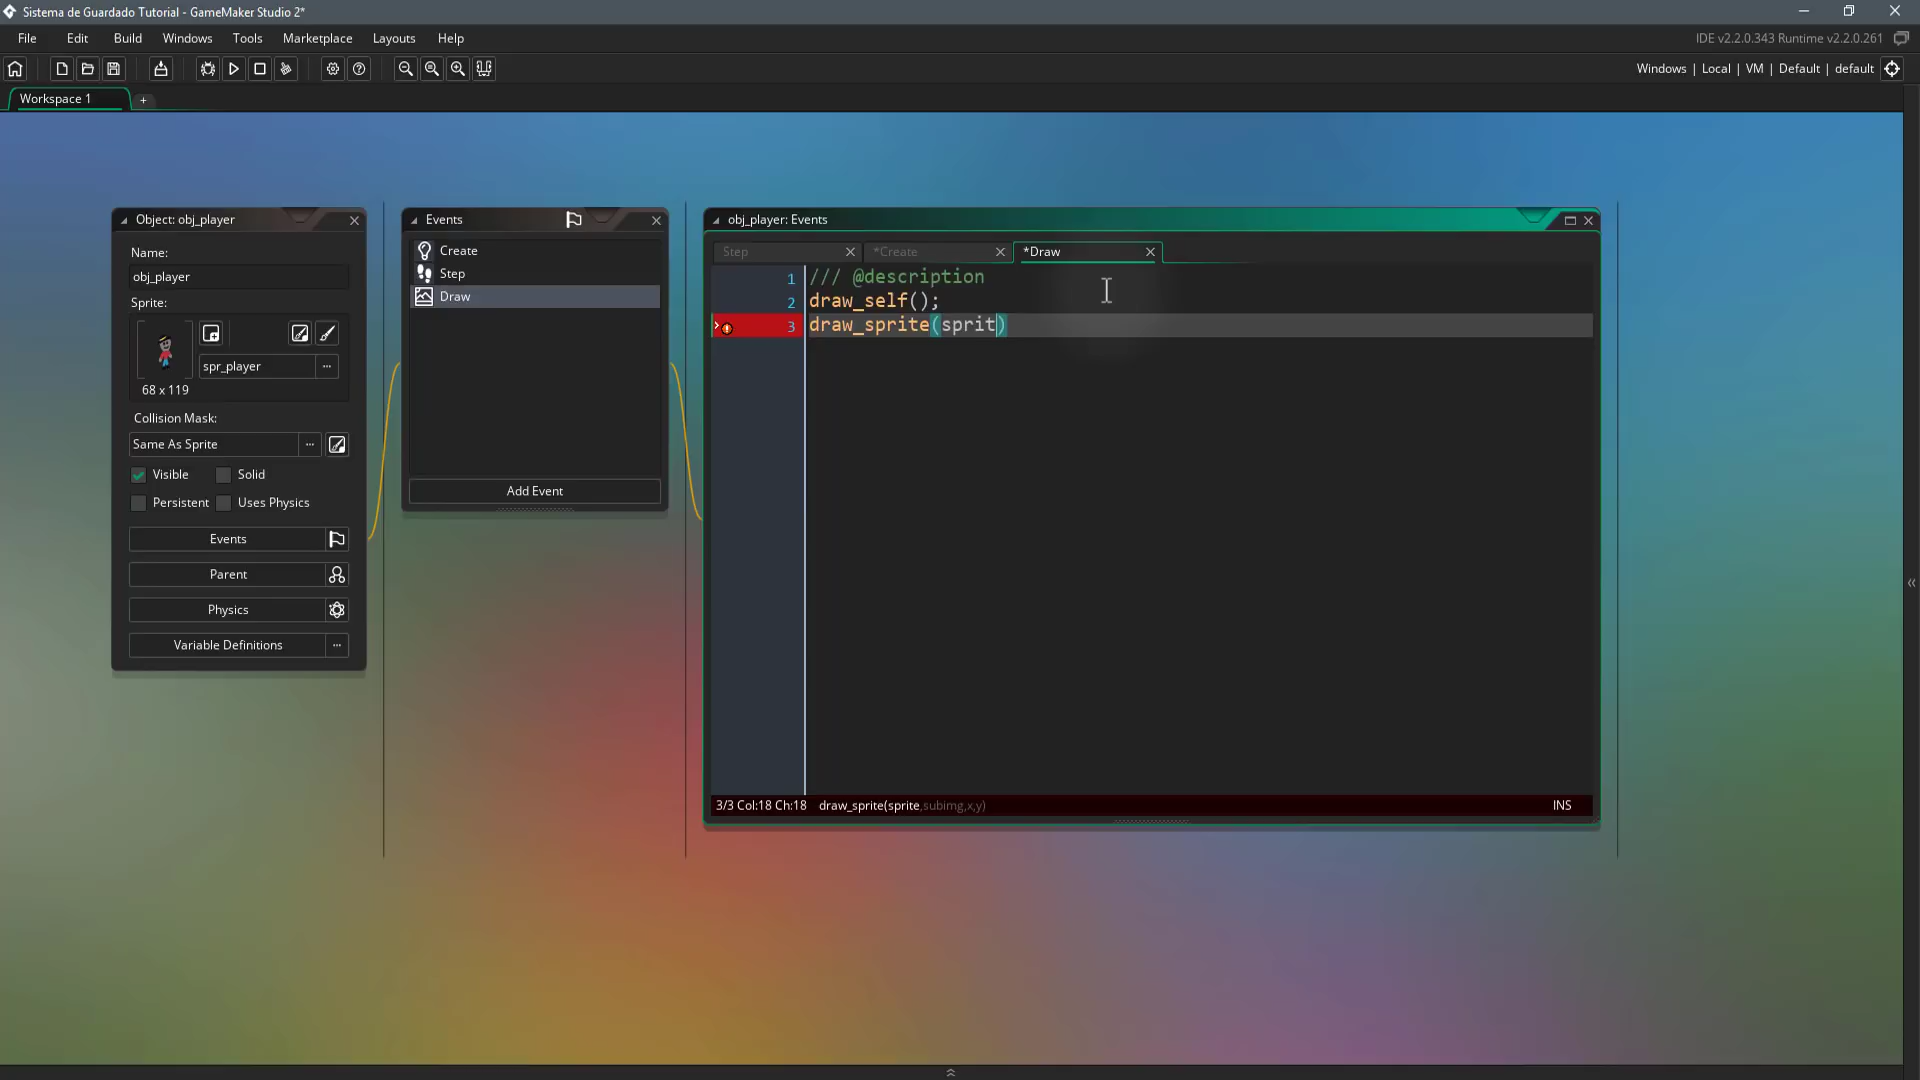 Sistema de Guardado Tutorial - GameMaker Studio 2*
File Edit Build Windows Tools Marketplace Layouts Help
IDE v2.2.0.343 Runtime v2.2.0.261
Windows | Local | VM | Default | default
Workspace 1 +
Object: obj_player
Name:
obj_player
Sprite:
spr_player ...
68 x 119
Collision Mask:
Same As Sprite ...
Visible Solid
Persistent Uses Physics
Events
Parent
Physics
Variable Definitions ...
Events
Create
Step
Draw
Add Event
obj_player: Events
Step *Create *Draw
1 /// @description
2 draw_self();
3 draw_sprite(sprit)
3/3 Col:18 Ch:18 draw_sprite(sprite,subimg,x,y) INS